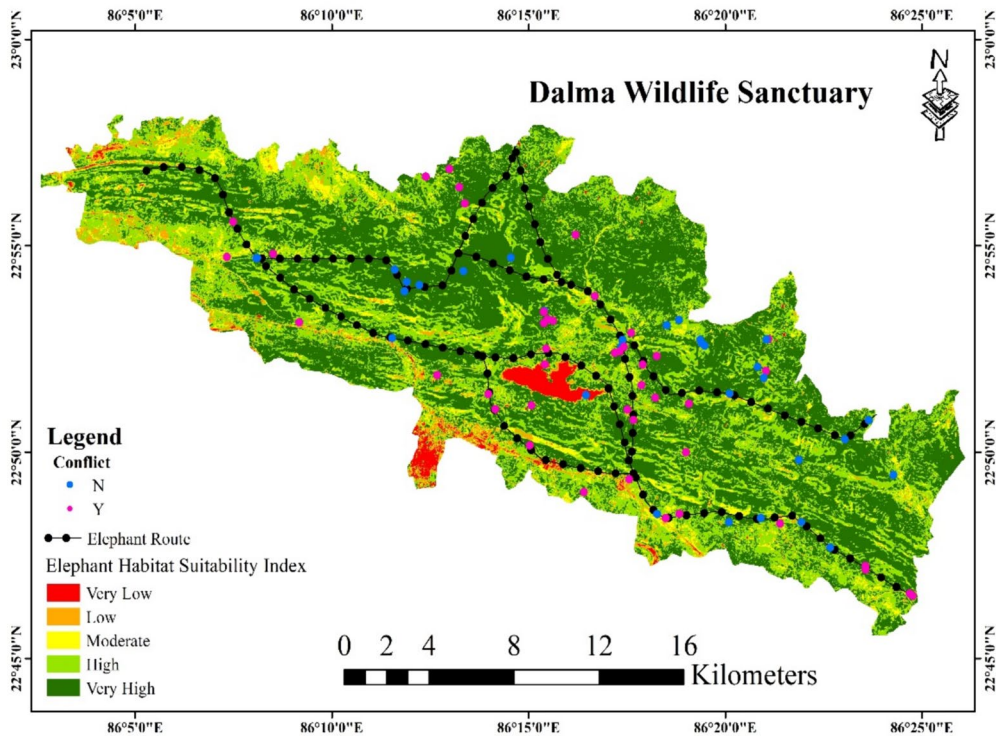 86°5'0"E 86°10'0"E 86°15'0"E 86°20'0"E 86°25'0"E
23°0'0"N
23°0'0"N
N
Dalma Wildlife Sanctuary
22°55'0"N
22°55'0"N
Legend
Conflict
N
Y
Elephant Route
Elephant Habitat Suitability Index
Very Low
Low
Moderate
High
Very High
22°50'0"N
22°50'0"N
0 2 4 8 12 16
Kilometers
22°45'0"N
22°45'0"N
86°5'0"E 86°10'0"E 86°15'0"E 86°20'0"E 86°25'0"E